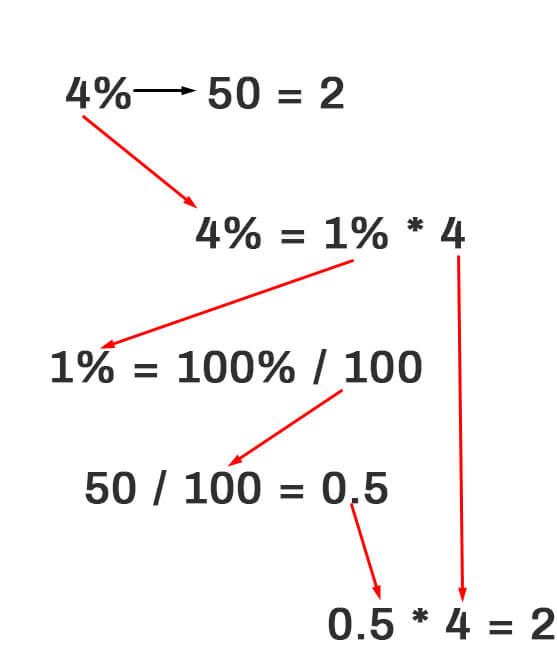 4% → 50 = 2
4% = 1% * 4
1% = 100% / 100
50 / 100 = 0.5
0.5 * 4 = 2